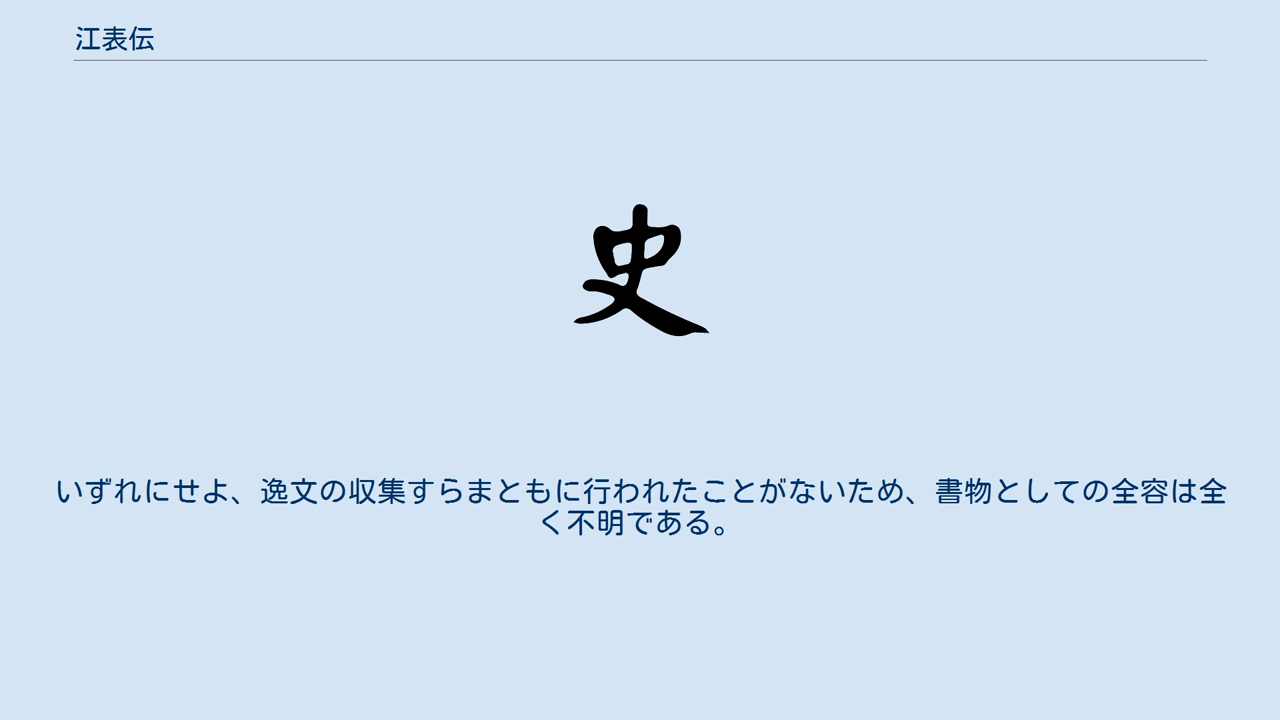 江表伝
史
いずれにせよ、逸文の収集すらまともに行われたことがないため、書物としての全容は全
く不明である。